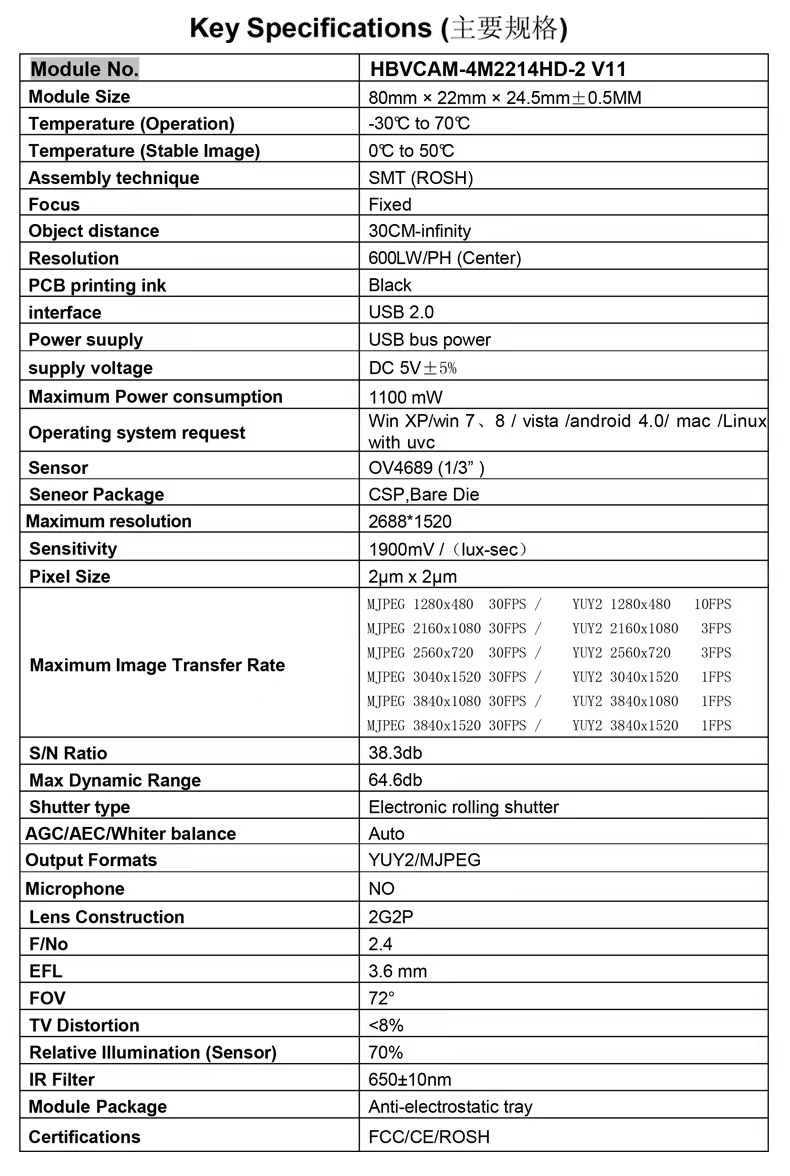 Key Specifications (主要规格)
Module No. HBVCAM-4M2214HD-2 V11
Module Size 80mm × 22mm × 24.5mm±0.5MM
Temperature (Operation) -30℃ to 70℃
Temperature (Stable Image) 0℃ to 50℃
Assembly technique SMT (ROSH)
Focus Fixed
Object distance 30CM-infinity
Resolution 600LW/PH (Center)
PCB printing ink Black
interface USB 2.0
Power suuply USB bus power
supply voltage DC 5V±5%
Maximum Power consumption 1100 mW
Operating system request Win XP/win 7、8 / vista /android 4.0/ mac /Linux
with uvc
Sensor OV4689 (1/3” )
Seneor Package CSP,Bare Die
Maximum resolution 2688*1520
Sensitivity 1900mV /（lux-sec）
Pixel Size 2μm x 2μm
Maximum Image Transfer Rate
MJPEG 1280x480 30FPS / YUY2 1280x480 10FPS
MJPEG 2160x1080 30FPS / YUY2 2160x1080 3FPS
MJPEG 2560x720 30FPS / YUY2 2560x720 3FPS
MJPEG 3040x1520 30FPS / YUY2 3040x1520 1FPS
MJPEG 3840x1080 30FPS / YUY2 3840x1080 1FPS
MJPEG 3840x1520 30FPS / YUY2 3840x1520 1FPS
S/N Ratio 38.3db
Max Dynamic Range 64.6db
Shutter type Electronic rolling shutter
AGC/AEC/Whiter balance Auto
Output Formats YUY2/MJPEG
Microphone NO
Lens Construction 2G2P
F/No 2.4
EFL 3.6 mm
FOV 72°
TV Distortion <8%
Relative Illumination (Sensor) 70%
IR Filter 650±10nm
Module Package Anti-electrostatic tray
Certifications FCC/CE/ROSH